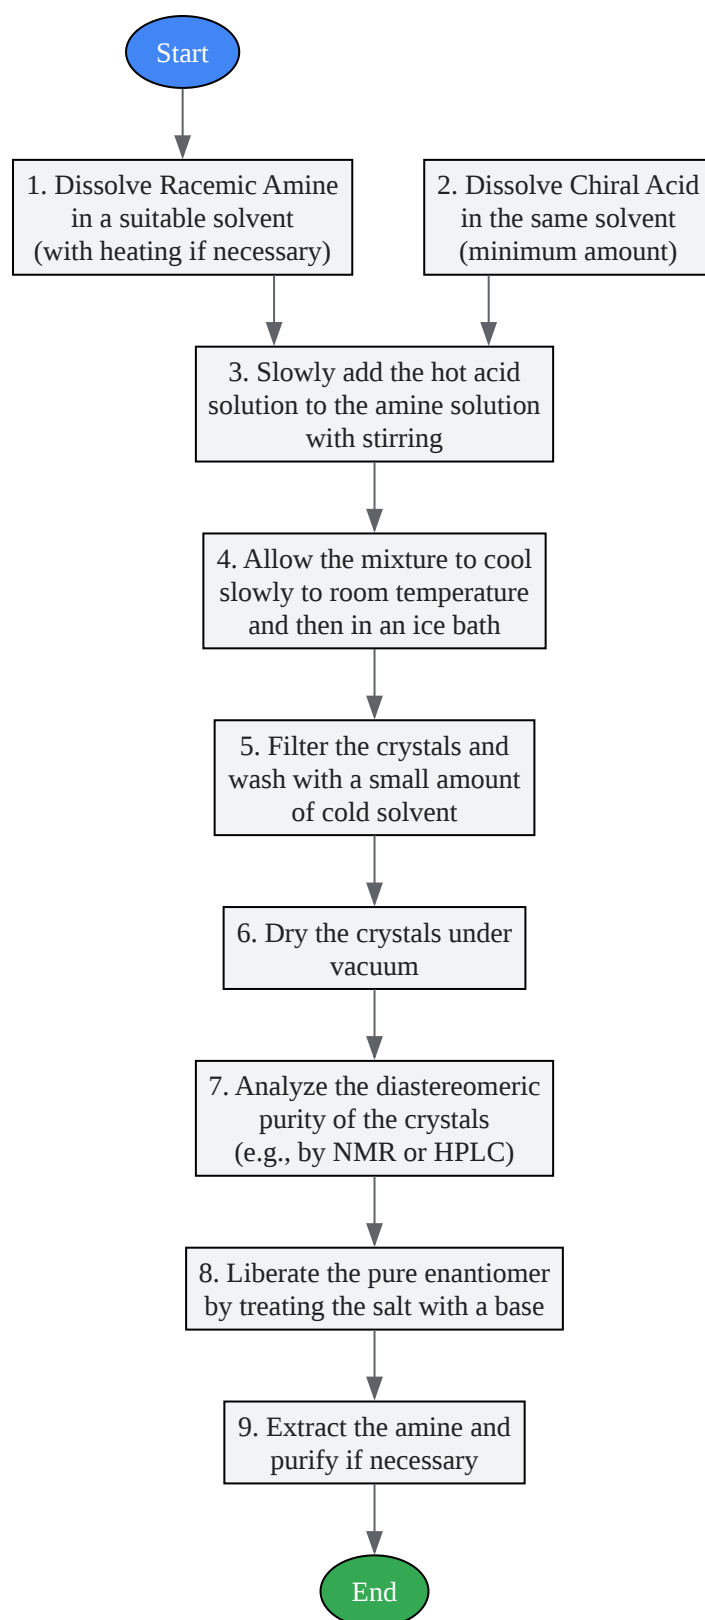 Start
1. Dissolve Racemic Amine
in a suitable solvent
(with heating if necessary)
2. Dissolve Chiral Acid
in the same solvent
(minimum amount)
3. Slowly add the hot acid
solution to the amine solution
with stirring
4. Allow the mixture to cool
slowly to room temperature
and then in an ice bath
5. Filter the crystals and
wash with a small amount
of cold solvent
6. Dry the crystals under
vacuum
7. Analyze the diastereomeric
purity of the crystals
(e.g., by NMR or HPLC)
8. Liberate the pure enantiomer
by treating the salt with a base
9. Extract the amine and
purify if necessary
End